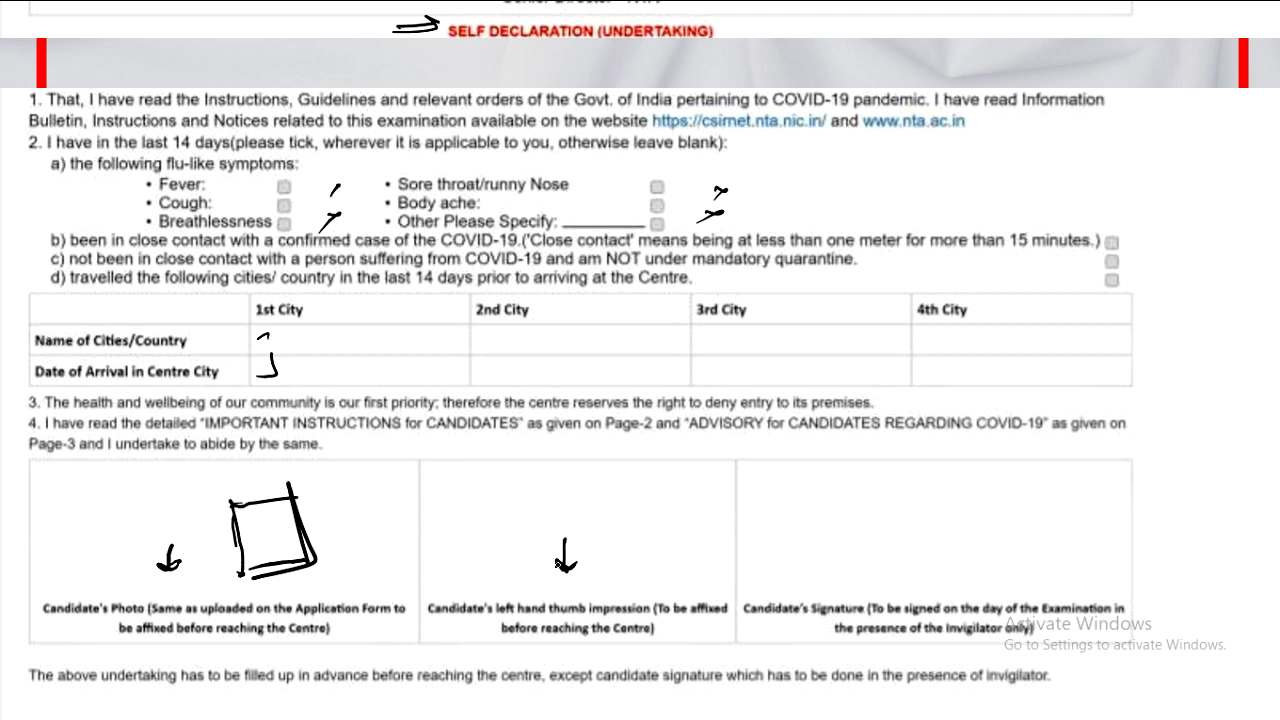 SELF DECLARATION (UNDERTAKING)
1. That, I have read the Instructions, Guidelines and relevant orders of the Govt. of India pertaining to COVID-19 pandemic. I have read Information
Bulletin, Instructions and Notices related to this examination available on the website https://csirnet.nta.nic.in/ and www.nta.ac.in
2. I have in the last 14 days(please tick, wherever it is applicable to you, otherwise leave blank):
a) the following flu-like symptoms:
• Fever: • Sore throat/runny Nose
• Cough: • Body ache:
• Breathlessness • Other Please Specify: __________
b) been in close contact with a confirmed case of the COVID-19.('Close contact' means being at less than one meter for more than 15 minutes.)
c) not been in close contact with a person suffering from COVID-19 and am NOT under mandatory quarantine.
d) travelled the following cities/ country in the last 14 days prior to arriving at the Centre.
1st City 2nd City 3rd City 4th City
Name of Cities/Country
Date of Arrival in Centre City
3. The health and wellbeing of our community is our first priority; therefore the centre reserves the right to deny entry to its premises.
4. I have read the detailed "IMPORTANT INSTRUCTIONS for CANDIDATES" as given on Page-2 and "ADVISORY for CANDIDATES REGARDING COVID-19" as given on
Page-3 and I undertake to abide by the same.
Candidate's Photo (Same as uploaded on the Application Form to
be affixed before reaching the Centre)
Candidate's left hand thumb impression (To be affixed
before reaching the Centre)
Candidate's Signature (To be signed on the day of the Examination in
the presence of the Invigilator only)
Activate Windows
Go to Settings to activate Windows.
The above undertaking has to be filled up in advance before reaching the centre, except candidate signature which has to be done in the presence of invigilator.